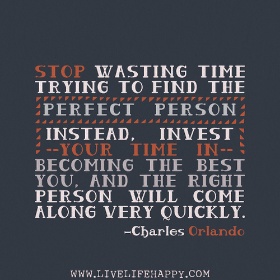 STOP WASTING TIME
TRYING TO FIND THE
PERFECT PERSON
INSTEAD, INVEST
--YOUR TIME IN--
BECOMING THE BEST
YOU, AND THE RIGHT
PERSON WILL COME
ALONG VERY QUICKLY.
-Charles Orlando
WWW.LIVELIFEHAPPY.COM